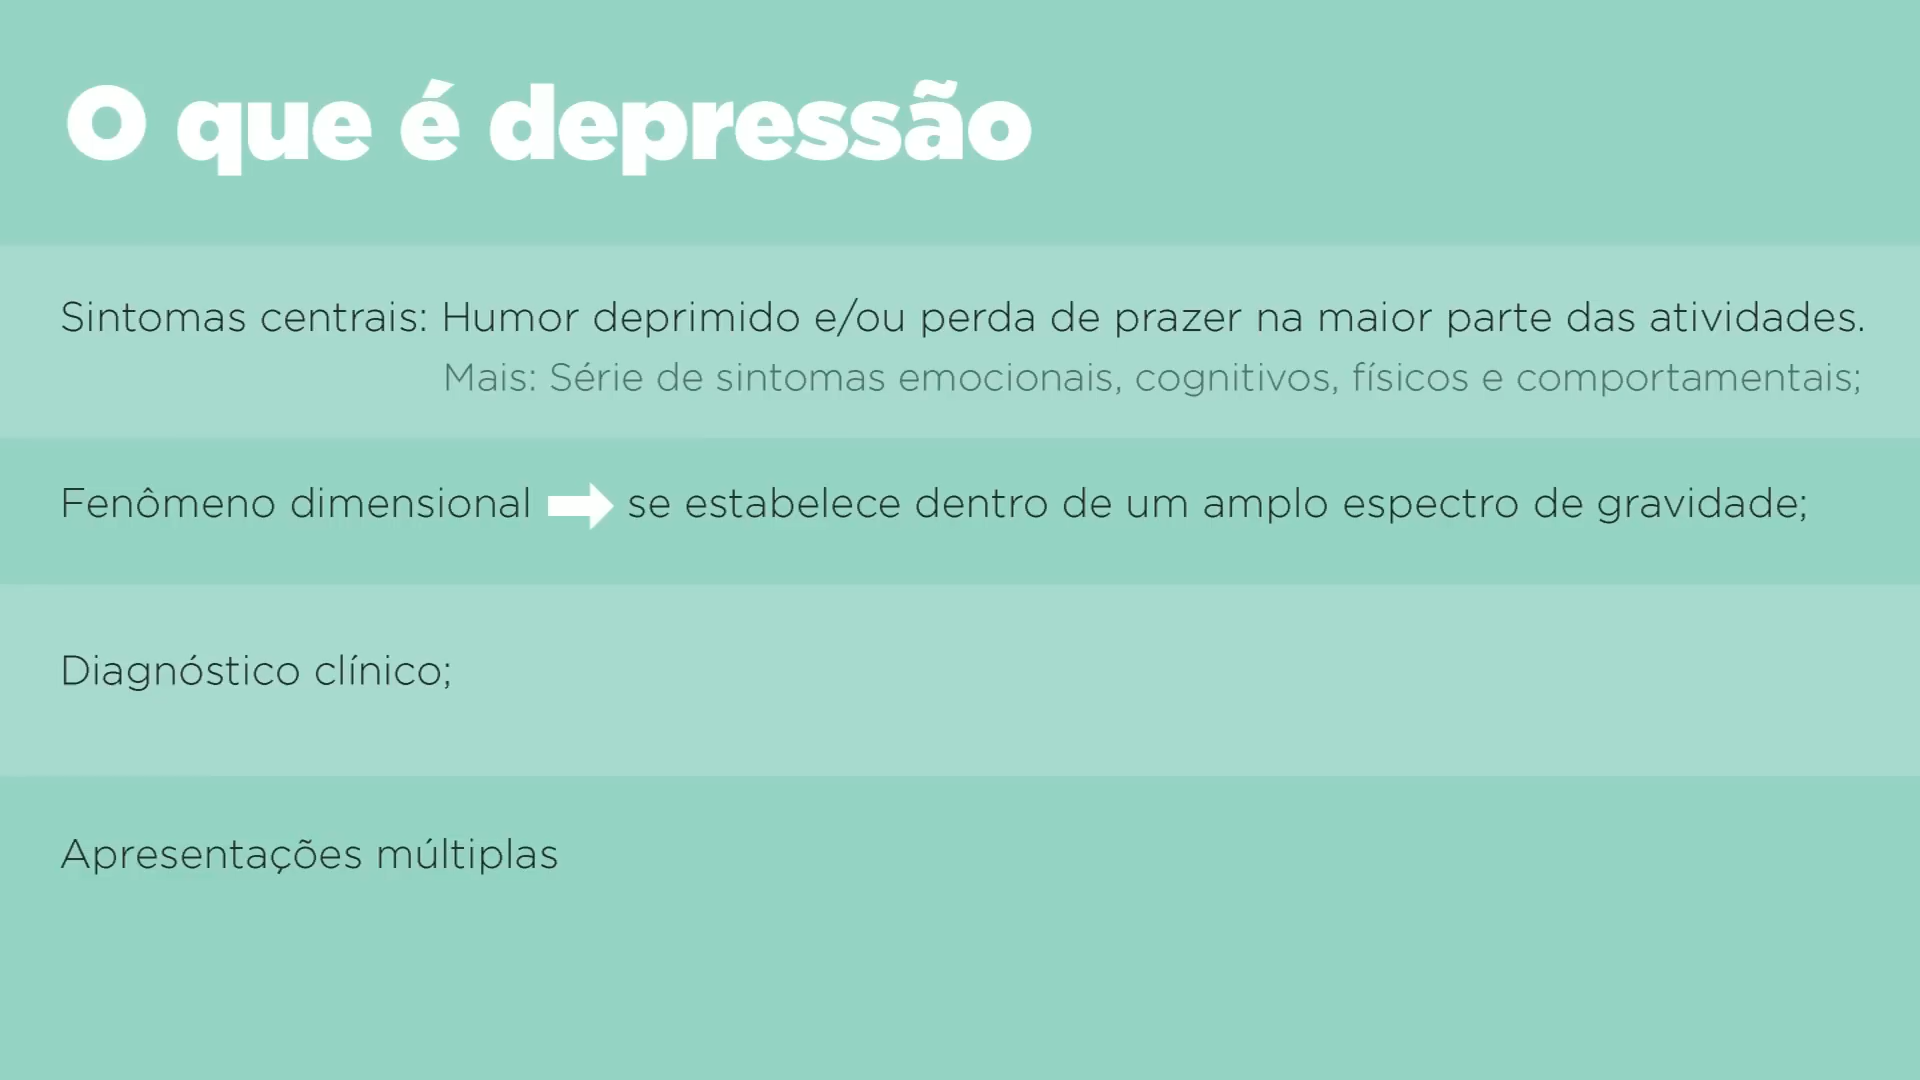 O que é depressão
Sintomas centrais: Humor deprimido e/ou perda de prazer na maior parte das atividades.
Mais: Série de sintomas emocionais, cognitivos, físicos e comportamentais;
Fenômeno dimensional ➡ se estabelece dentro de um amplo espectro de gravidade;
Diagnóstico clínico;
Apresentações múltiplas